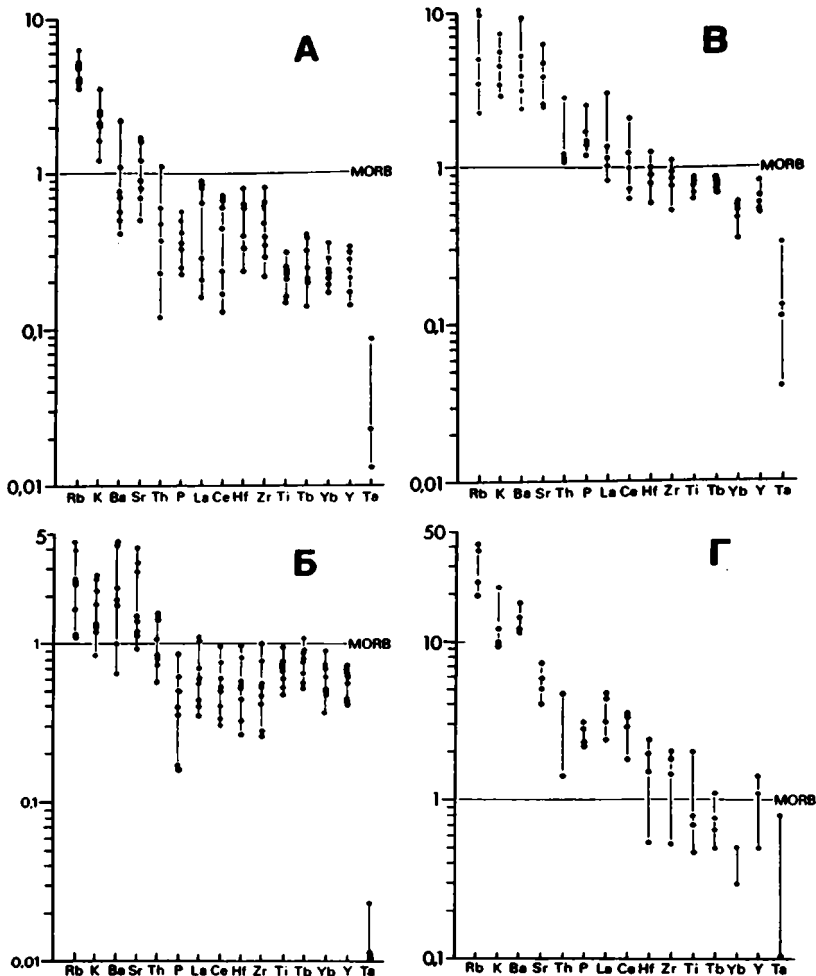 А
10
1
0,1
0,01
MORB
Rb K Ba Sr Th P La Ce Hf Zr Ti Tb Yb Y Ta
В
10
1
0,1
0,01
MORB
Rb K Ba Sr Th P La Ce Hf Zr Ti Tb Yb Y Ta
Б
5
1
0.1
0.01
MORB
Rb K Ba Sr Th P La Ce Hf Zr Ti Tb Yb Y Ta
Г
50
10
1
0,1
MORB
Rb K Ba Sr Th P La Ce Hf Zr Ti Tb Yb Y Ta